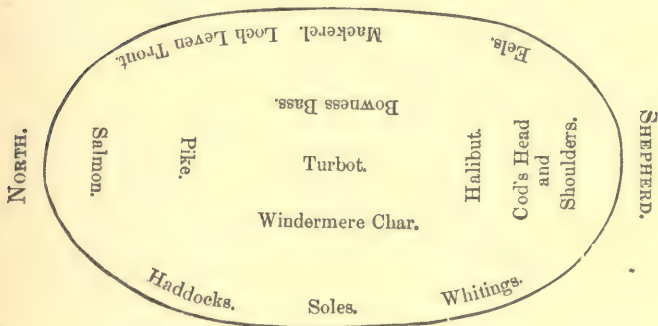 Loch Leven Trout.
Mackerel.
Eels.
Bowness Bass.
NORTH.
Salmon.
Pike.
Turbot.
Halibut
Cod's Head
and
Shoulders.
SHEPHERD.
Windermere Char.
Haddocks.
Soles.
Whitings.